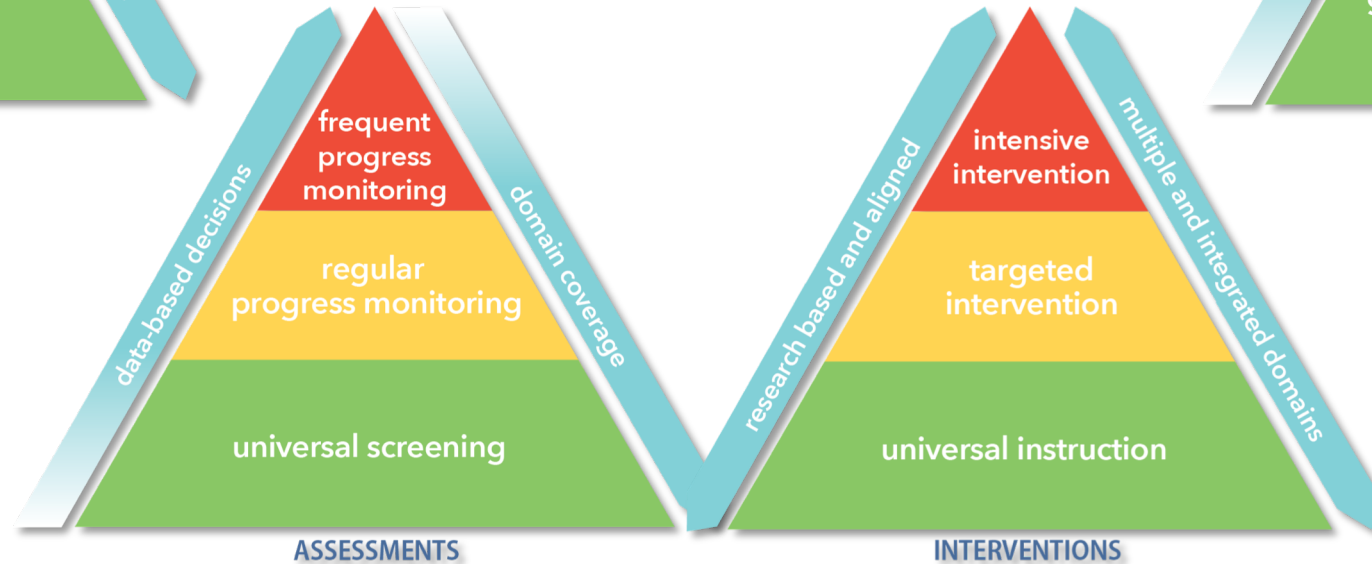 frequent
progress
monitoring
regular
progress monitoring
universal screening
data-based decisions
domain coverage
ASSESSMENTS
intensive
intervention
targeted
intervention
universal instruction
research based and aligned
multiple and integrated domains
INTERVENTIONS